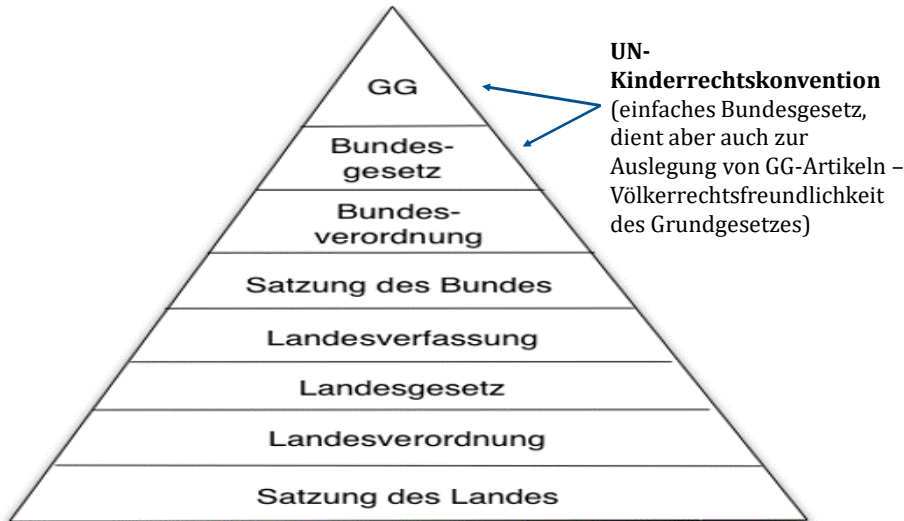 GG
Bundes-
gesetz
Bundes-
verordnung
Satzung des Bundes
Landesverfassung
Landesgesetz
Landesverordnung
Satzung des Landes
UN-
Kinderrechtskonvention
(einfaches Bundesgesetz,
dient aber auch zur
Auslegung von GG-Artikeln –
Völkerrechtsfreundlichkeit
des Grundgesetzes)